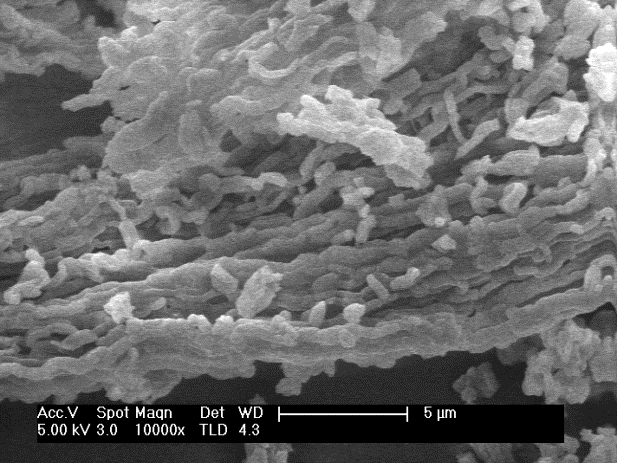 Acc.V Spot Magn Det WD 5 µm
5.00 kV 3.0 10000x TLD 4.3